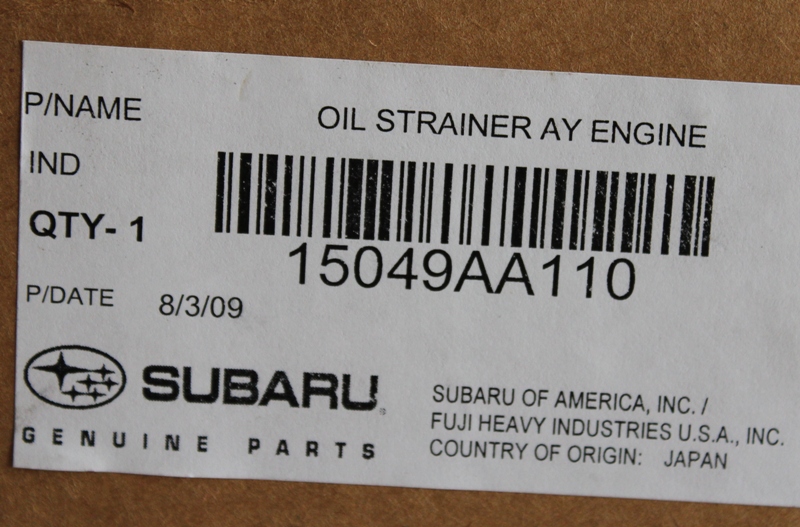 P/NAME OIL STRAINER AY ENGINE
IND
QTY- 1
15049AA110
P/DATE 8/3/09
SUBARU
GENUINE PARTS
SUBARU OF AMERICA, INC. /
FUJI HEAVY INDUSTRIES U.S.A., INC.
COUNTRY OF ORIGIN: JAPAN